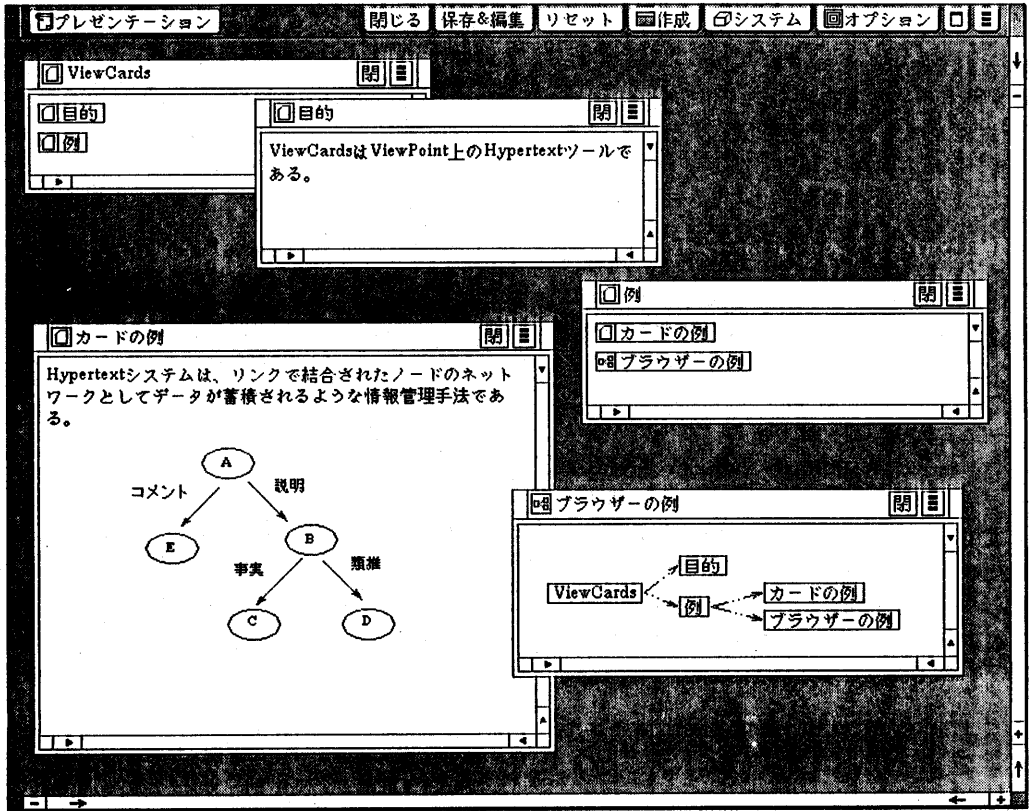 プレゼンテーション
閉じる
保存&編集
リセット
作成
システム
オプション
ViewCards
閉
目的
例
目的
閉
ViewCardsはViewPoint上のHypertextツールで
ある。
例
閉
カードの例
ブラウザーの例
カードの例
閉
Hypertextシステムは、リンクで結合されたノードのネット
ワークとしてデータが蓄積されるような情報管理手法であ
る。
A
コメント
説明
E
B
事実
類推
C
D
ブラウザーの例
閉
目的
ViewCards
例
カードの例
ブラウザーの例